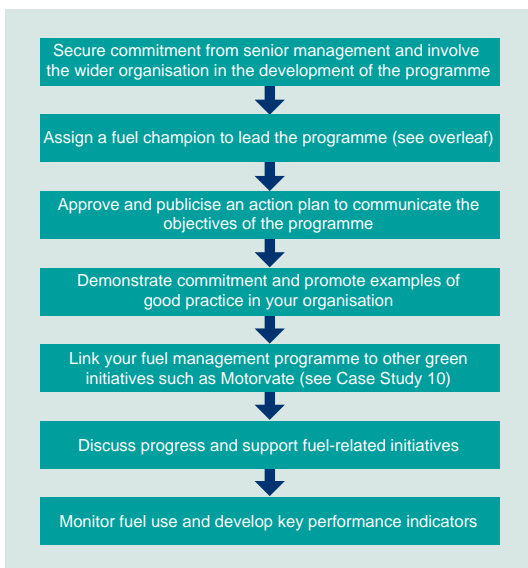 Secure commitment from senior management and involve
the wider organisation in the development of the programme
Assign a fuel champion to lead the programme (see overleaf)
Approve and publicise an action plan to communicate the
objectives of the programme
Demonstrate commitment and promote examples of
good practice in your organisation
Link your fuel management programme to other green
initiatives such as Motorvate (see Case Study 10)
Discuss progress and support fuel-related initiatives
Monitor fuel use and develop key performance indicators